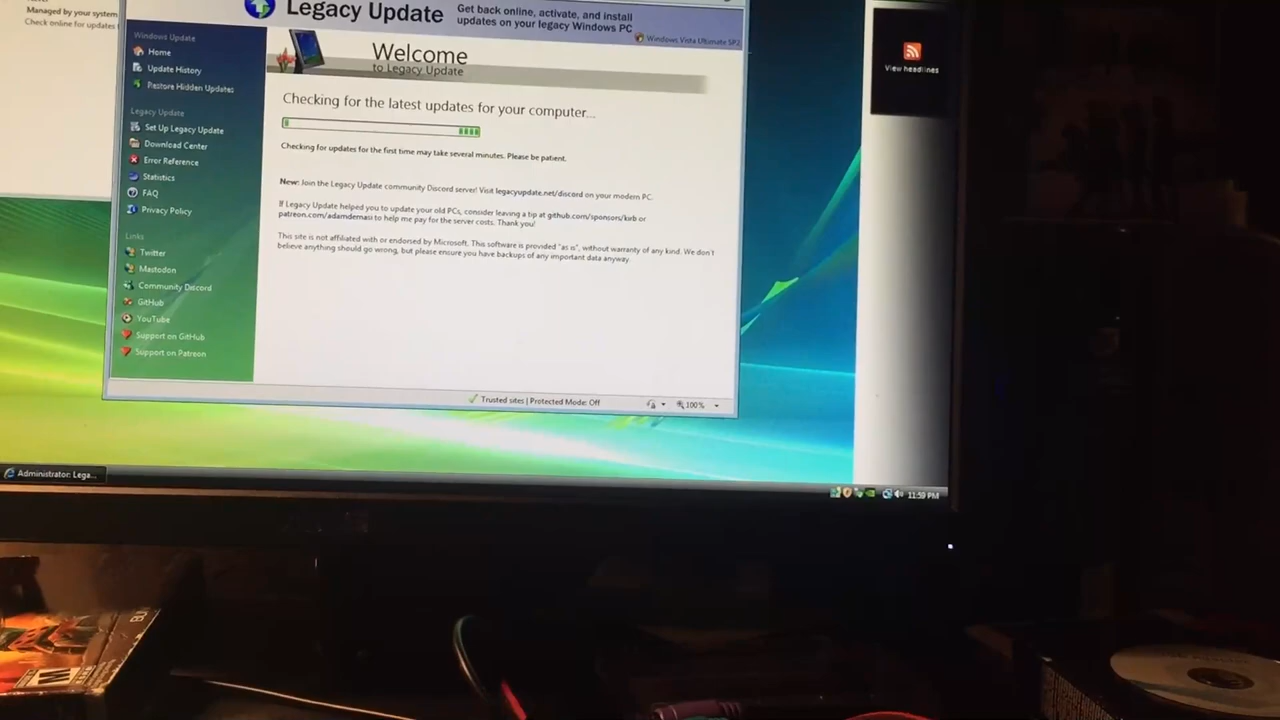 Managed by your system
Check online for updates
Legacy Update
Get back online, activate, and install
updates on your legacy Windows PC
Windows Vista Ultimate SP2
Windows Update
Home
Update History
Restore Hidden Updates
Legacy Update
Set Up Legacy Update
Download Center
Error Reference
Statistics
FAQ
Privacy Policy
Links
Twitter
Mastodon
Community Discord
GitHub
YouTube
Support on GitHub
Support on Patreon
Welcome
to Legacy Update
Checking for the latest updates for your computer...
Checking for updates for the first time may take several minutes. Please be patient.
New: Join the Legacy Update community Discord server! Visit legacyupdate.net/discord on your modern PC.
If Legacy Update helped you to update your old PCs, consider leaving a tip at github.com/sponsors/kirb or
patreon.com/adamdemasi to help me pay for the server costs. Thank you!
This site is not affiliated with or endorsed by Microsoft. This software is provided "as is", without warranty of any kind. We don't
believe anything should go wrong, but please ensure you have backups of any important data anyway.
Trusted sites | Protected Mode: Off
100%
View headlines
Administrator: Lega...
11:59 PM
M